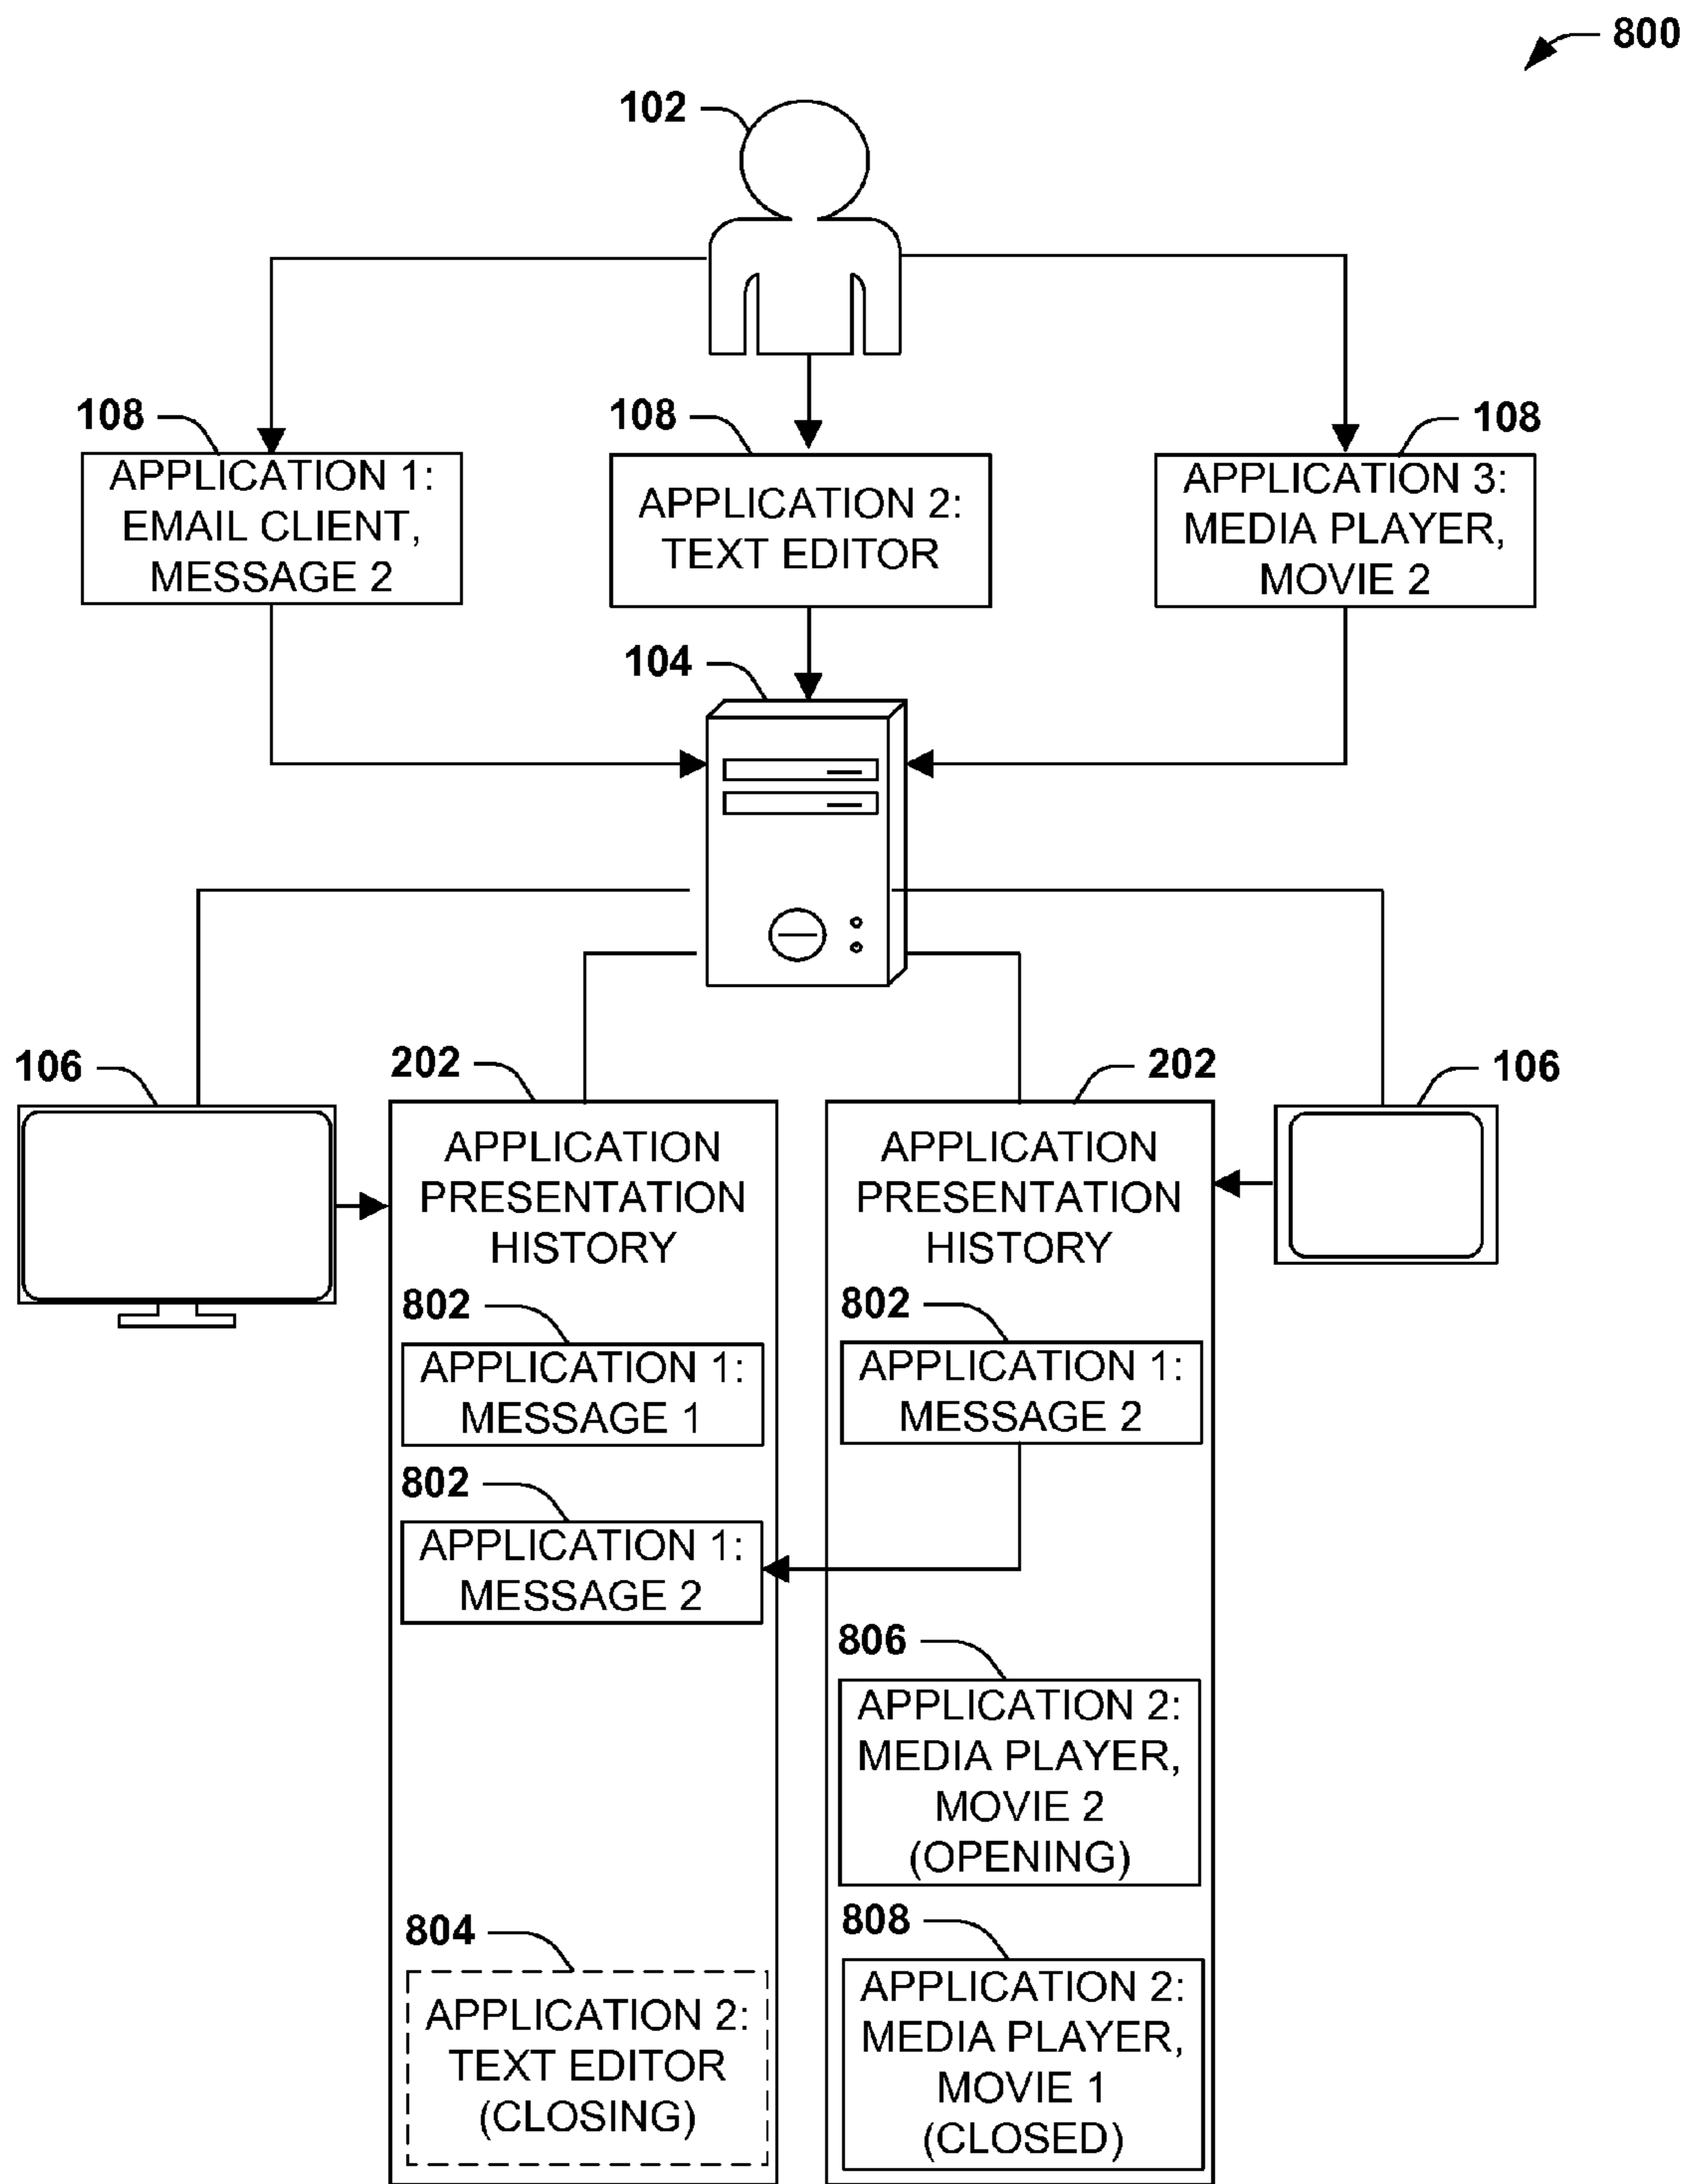 800
102
108
108
108
APPLICATION 1:
EMAIL CLIENT,
MESSAGE 2
APPLICATION 2:
TEXT EDITOR
APPLICATION 3:
MEDIA PLAYER,
MOVIE 2
104
106
202
202
106
APPLICATION
PRESENTATION
HISTORY
802
APPLICATION 1:
MESSAGE 1
802
APPLICATION 1:
MESSAGE 2
804
APPLICATION 2:
TEXT EDITOR
(CLOSING)
APPLICATION
PRESENTATION
HISTORY
802
APPLICATION 1:
MESSAGE 2
806
APPLICATION 2:
MEDIA PLAYER,
MOVIE 2
(OPENING)
808
APPLICATION 2:
MEDIA PLAYER,
MOVIE 1
(CLOSED)